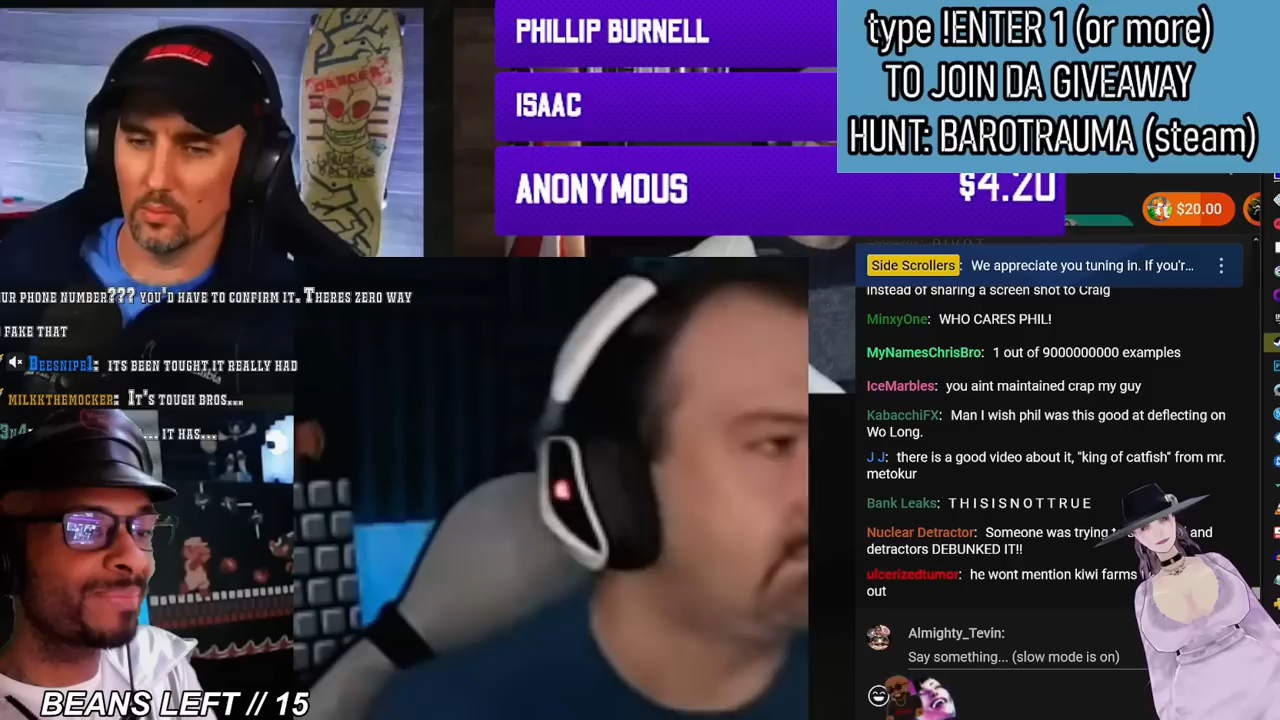 PHILLIP BURNELL
ISAAC
ANONYMOUS
$4.20
type !ENTER 1 (or more)
TO JOIN DA GIVEAWAY
HUNT: BAROTRAUMA (steam)
$20.00
DANGER
UR PHONE NUMBER??? YOU'D HAVE TO CONFIRM IT. THERES ZERO WAY
FAKE THAT
BEESNIPE1: ITS BEEN TOUGHT,IT REALLY HAD
MILKKTHEMOCKER: IT'S TOUGH BROS...
... IT HAS...
Side Scrollers: We appreciate you tuning in. If you'r...
instead of sharing a screen shot to Craig
MinxyOne: WHO CARES PHIL!
MyNamesChrisBro: 1 out of 9000000000 examples
IceMarbles: you aint maintained crap my guy
KabacchiFX: Man I wish phil was this good at deflecting on
Wo Long.
J J: there is a good video about it, "king of catfish" from mr.
metokur
Bank Leaks: T H I S I S N O T T R U E
Nuclear Detractor: Someone was trying and
detractors DEBUNKED IT!!
ulcerizedtumor: he wont mention kiwi farms
out
Almighty_Tevin:
Say something... (slow mode is on)
BEANS LEFT // 15